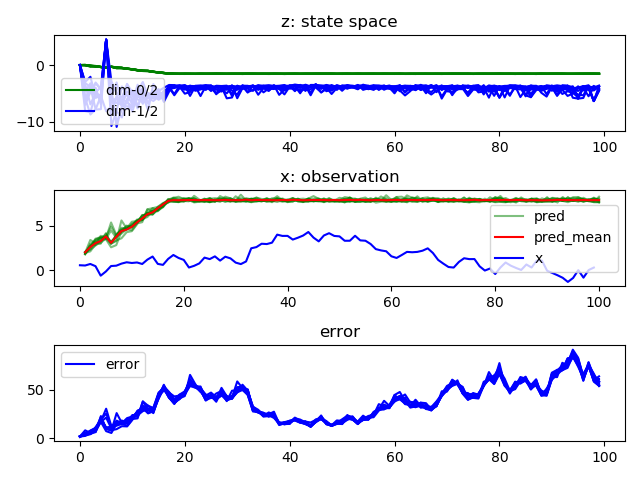 z: state space
0
−10
dim-0/2
dim-1/2
0 20 40 60 80 100
x: observation
5
0
pred
pred_mean
x
0 20 40 60 80 100
error
50
0
error
0 20 40 60 80 100